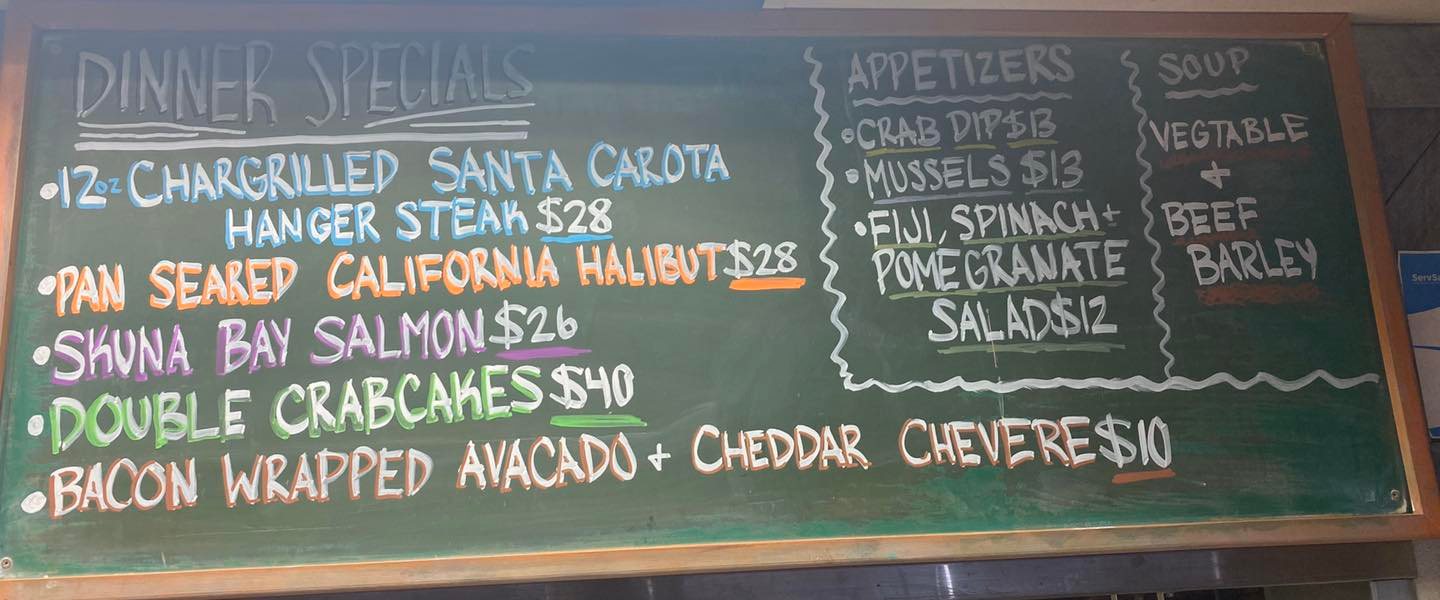 DINNER SPECIALS
•12oz CHARGRILLED SANTA CAROTA
HANGER STEAK $28
•PAN SEARED CALIFORNIA HALIBUT $28
•SKUNA BAY SALMON $26
•DOUBLE CRABCAKES $40
•BACON WRAPPED AVACADO + CHEDDAR CHEVERE $10
APPETIZERS
•CRAB DIP $13
•MUSSELS $13
•FIJI, SPINACH +
POMEGRANATE
SALAD $12
SOUP
VEGTABLE
+
BEEF
BARLEY
ServSa